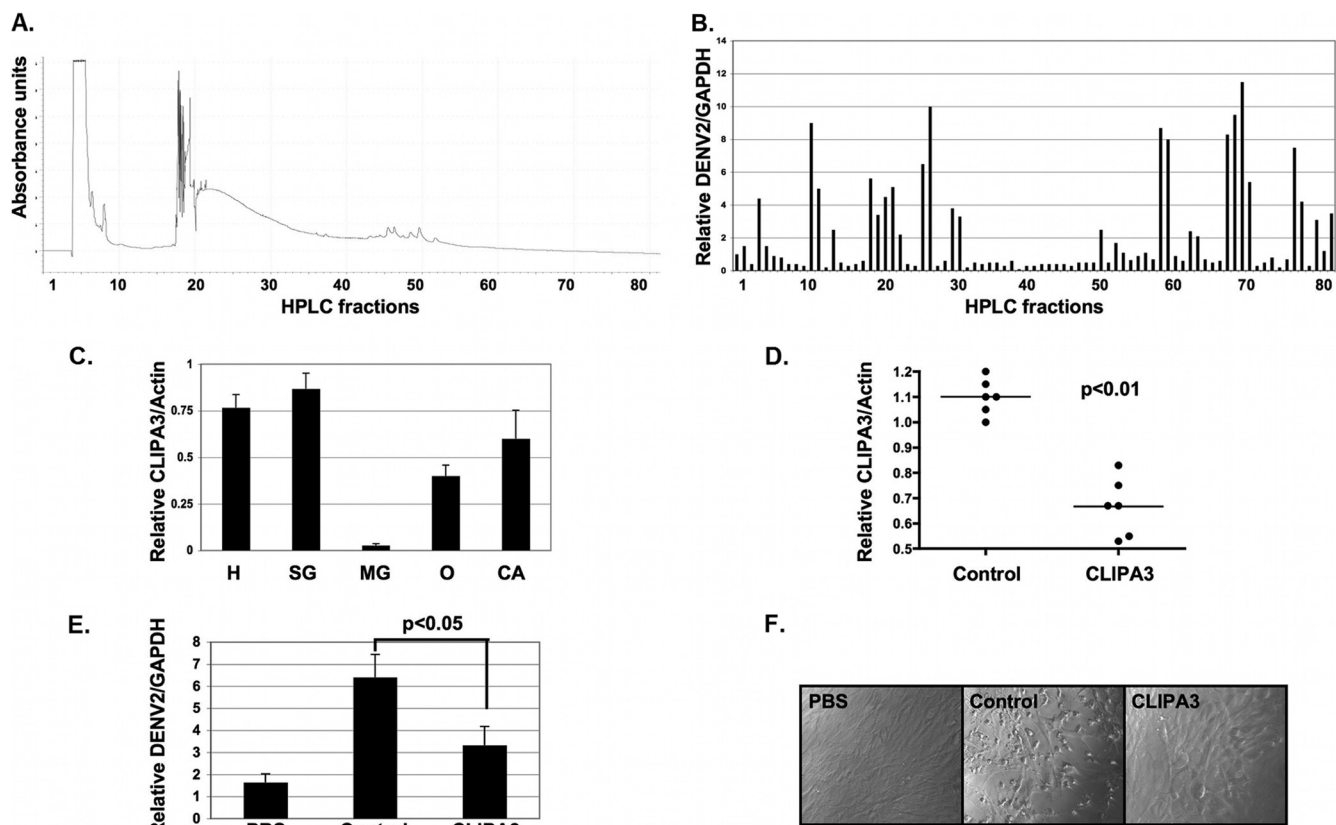 A.
Absorbance units
1 10 20 30 40 50 60 70 80
HPLC fractions
B.
Relative DENV2/GAPDH
14
12
10
8
6
4
2
0
1 10 20 30 40 50 60 70 80
HPLC fractions
C.
Relative CLIPA3/Actin
1
0.75
0.5
0.25
0
H SG MG O CA
D.
Relative CLIPA3/Actin
1.2
1.1
1.0
0.9
0.8
0.7
0.6
0.5
p<0.01
Control CLIPA3
E.
Relative DENV2/GAPDH
8
7
6
5
4
3
2
1
0
p<0.05
PBS Control CLIPA3
F.
PBS Control CLIPA3